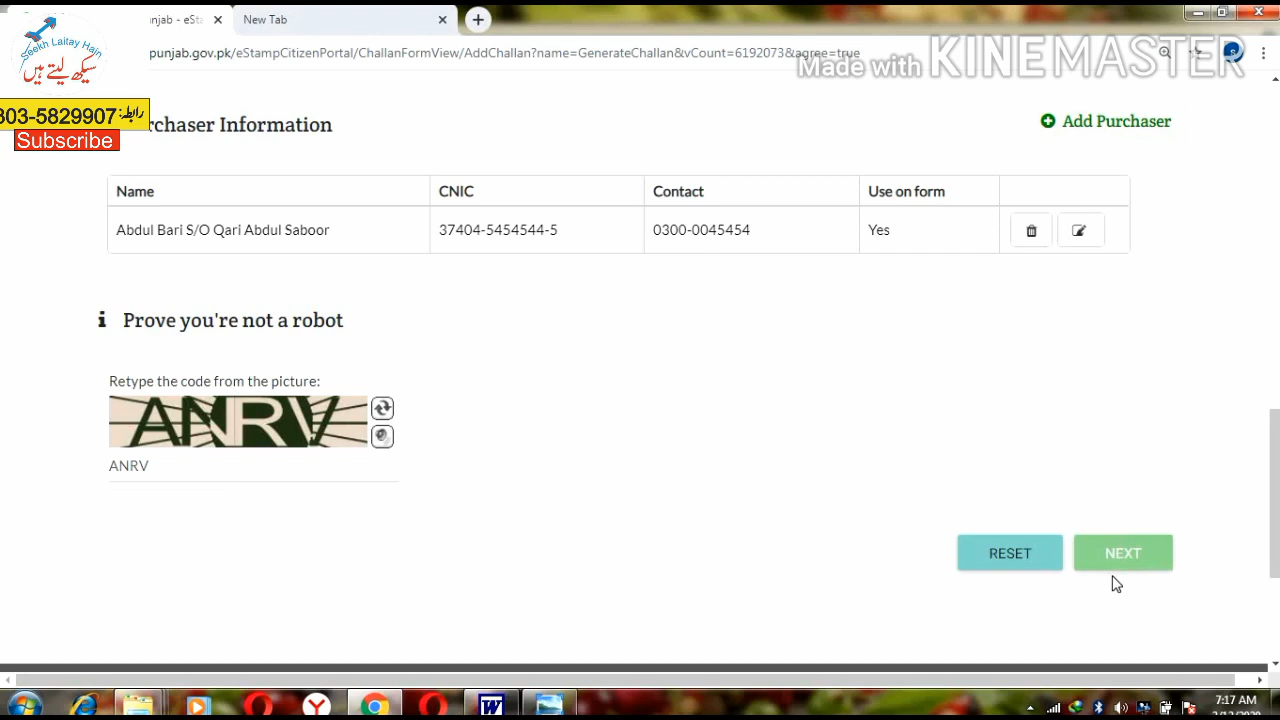 njab - eSta
New Tab
Seekh Laitay Hain
سیکھ لیتے ہیں
punjab.gov.pk/eStampCitizenPortal/ChallanFormView/AddChallan?name=GenerateChallan&vCount=6192073&agree=true
Made with KINEMASTER
303-5829907 رابطہ:
Subscribe
rchaser Information
Add Purchaser
Name CNIC Contact Use on form
Abdul Bari S/O Qari Abdul Saboor 37404-5454544-5 0300-0045454 Yes
Prove you're not a robot
Retype the code from the picture:
ANRV
ANRV
RESET NEXT
7:17 AM